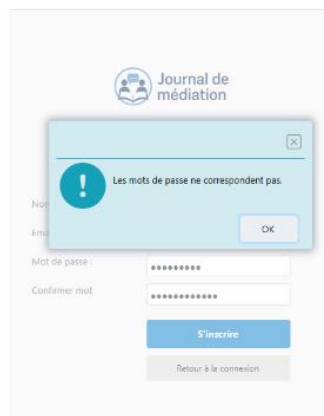 Journal de
médiation
Les mots de passe ne correspondent pas.
OK
Mot de passe :
Confirmer mot
S'inscrire
Retour à la connexion